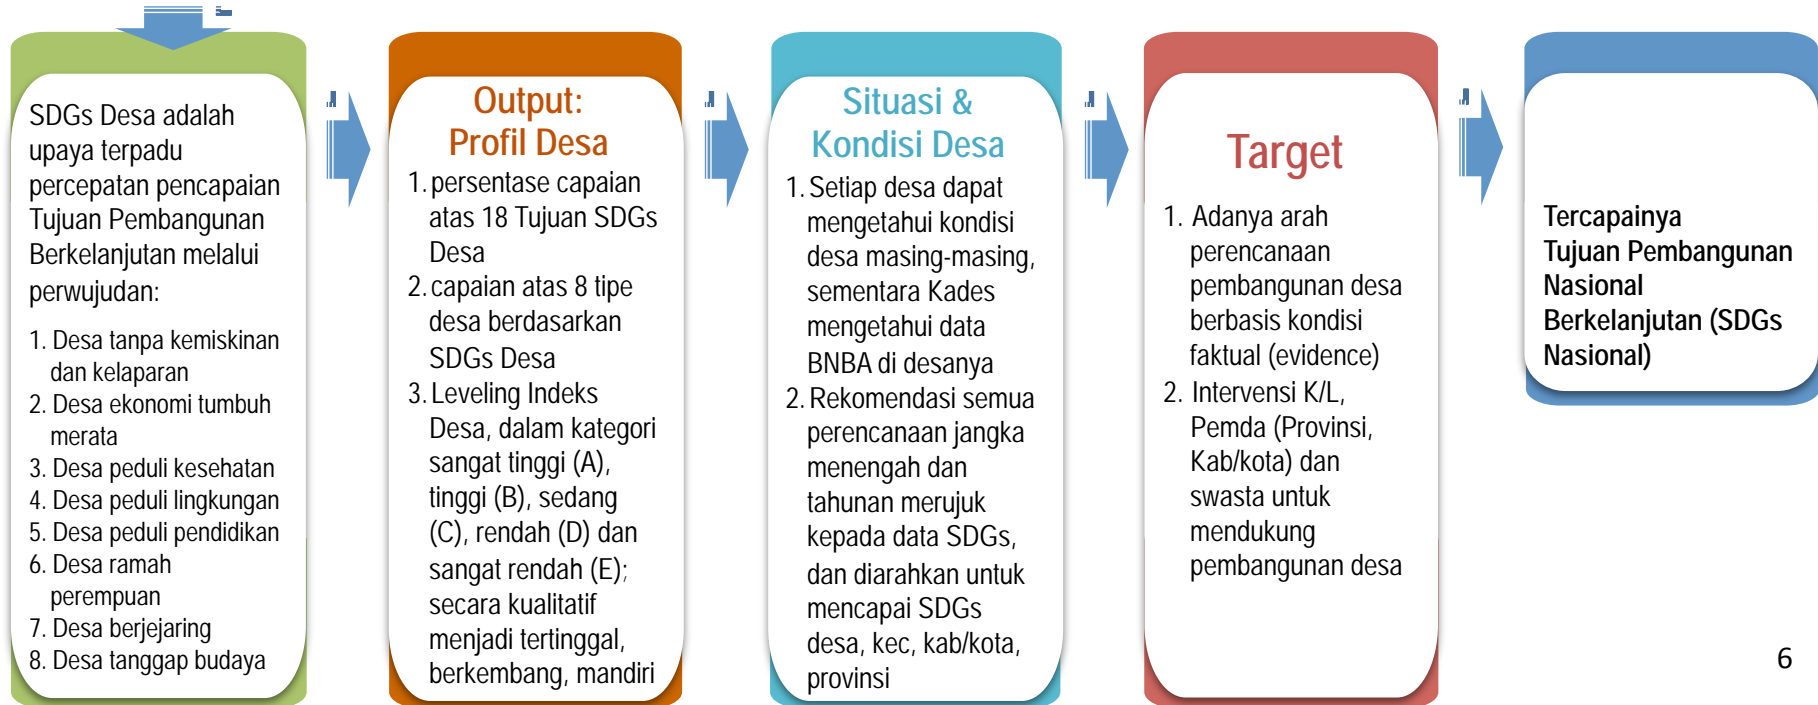 SDGs Desa adalah
upaya terpadu
percepatan pencapaian
Tujuan Pembangunan
Berkelanjutan melalui
perwujudan:
1. Desa tanpa kemiskinan
dan kelaparan
2. Desa ekonomi tumbuh
merata
3. Desa peduli kesehatan
4. Desa peduli lingkungan
5. Desa peduli pendidikan
6. Desa ramah
perempuan
7. Desa berjejaring
8. Desa tanggap budaya
Output:
Profil Desa
1. persentase capaian
atas 18 Tujuan SDGs
Desa
2. capaian atas 8 tipe
desa berdasarkan
SDGs Desa
3. Leveling Indeks
Desa, dalam kategori
sangat tinggi (A),
tinggi (B), sedang
(C), rendah (D) dan
sangat rendah (E);
secara kualitatif
menjadi tertinggal,
berkembang, mandiri
Situasi &
Kondisi Desa
1. Setiap desa dapat
mengetahui kondisi
desa masing-masing,
sementara Kades
mengetahui data
BNBA di desanya
2. Rekomendasi semua
perencanaan jangka
menengah dan
tahunan merujuk
kepada data SDGs,
dan diarahkan untuk
mencapai SDGs
desa, kec, kab/kota,
provinsi
Target
1. Adanya arah
perencanaan
pembangunan desa
berbasis kondisi
faktual (evidence)
2. Intervensi K/L,
Pemda (Provinsi,
Kab/kota) dan
swasta untuk
mendukung
pembangunan desa
Tercapainya
Tujuan Pembangunan
Nasional
Berkelanjutan (SDGs
Nasional)
6